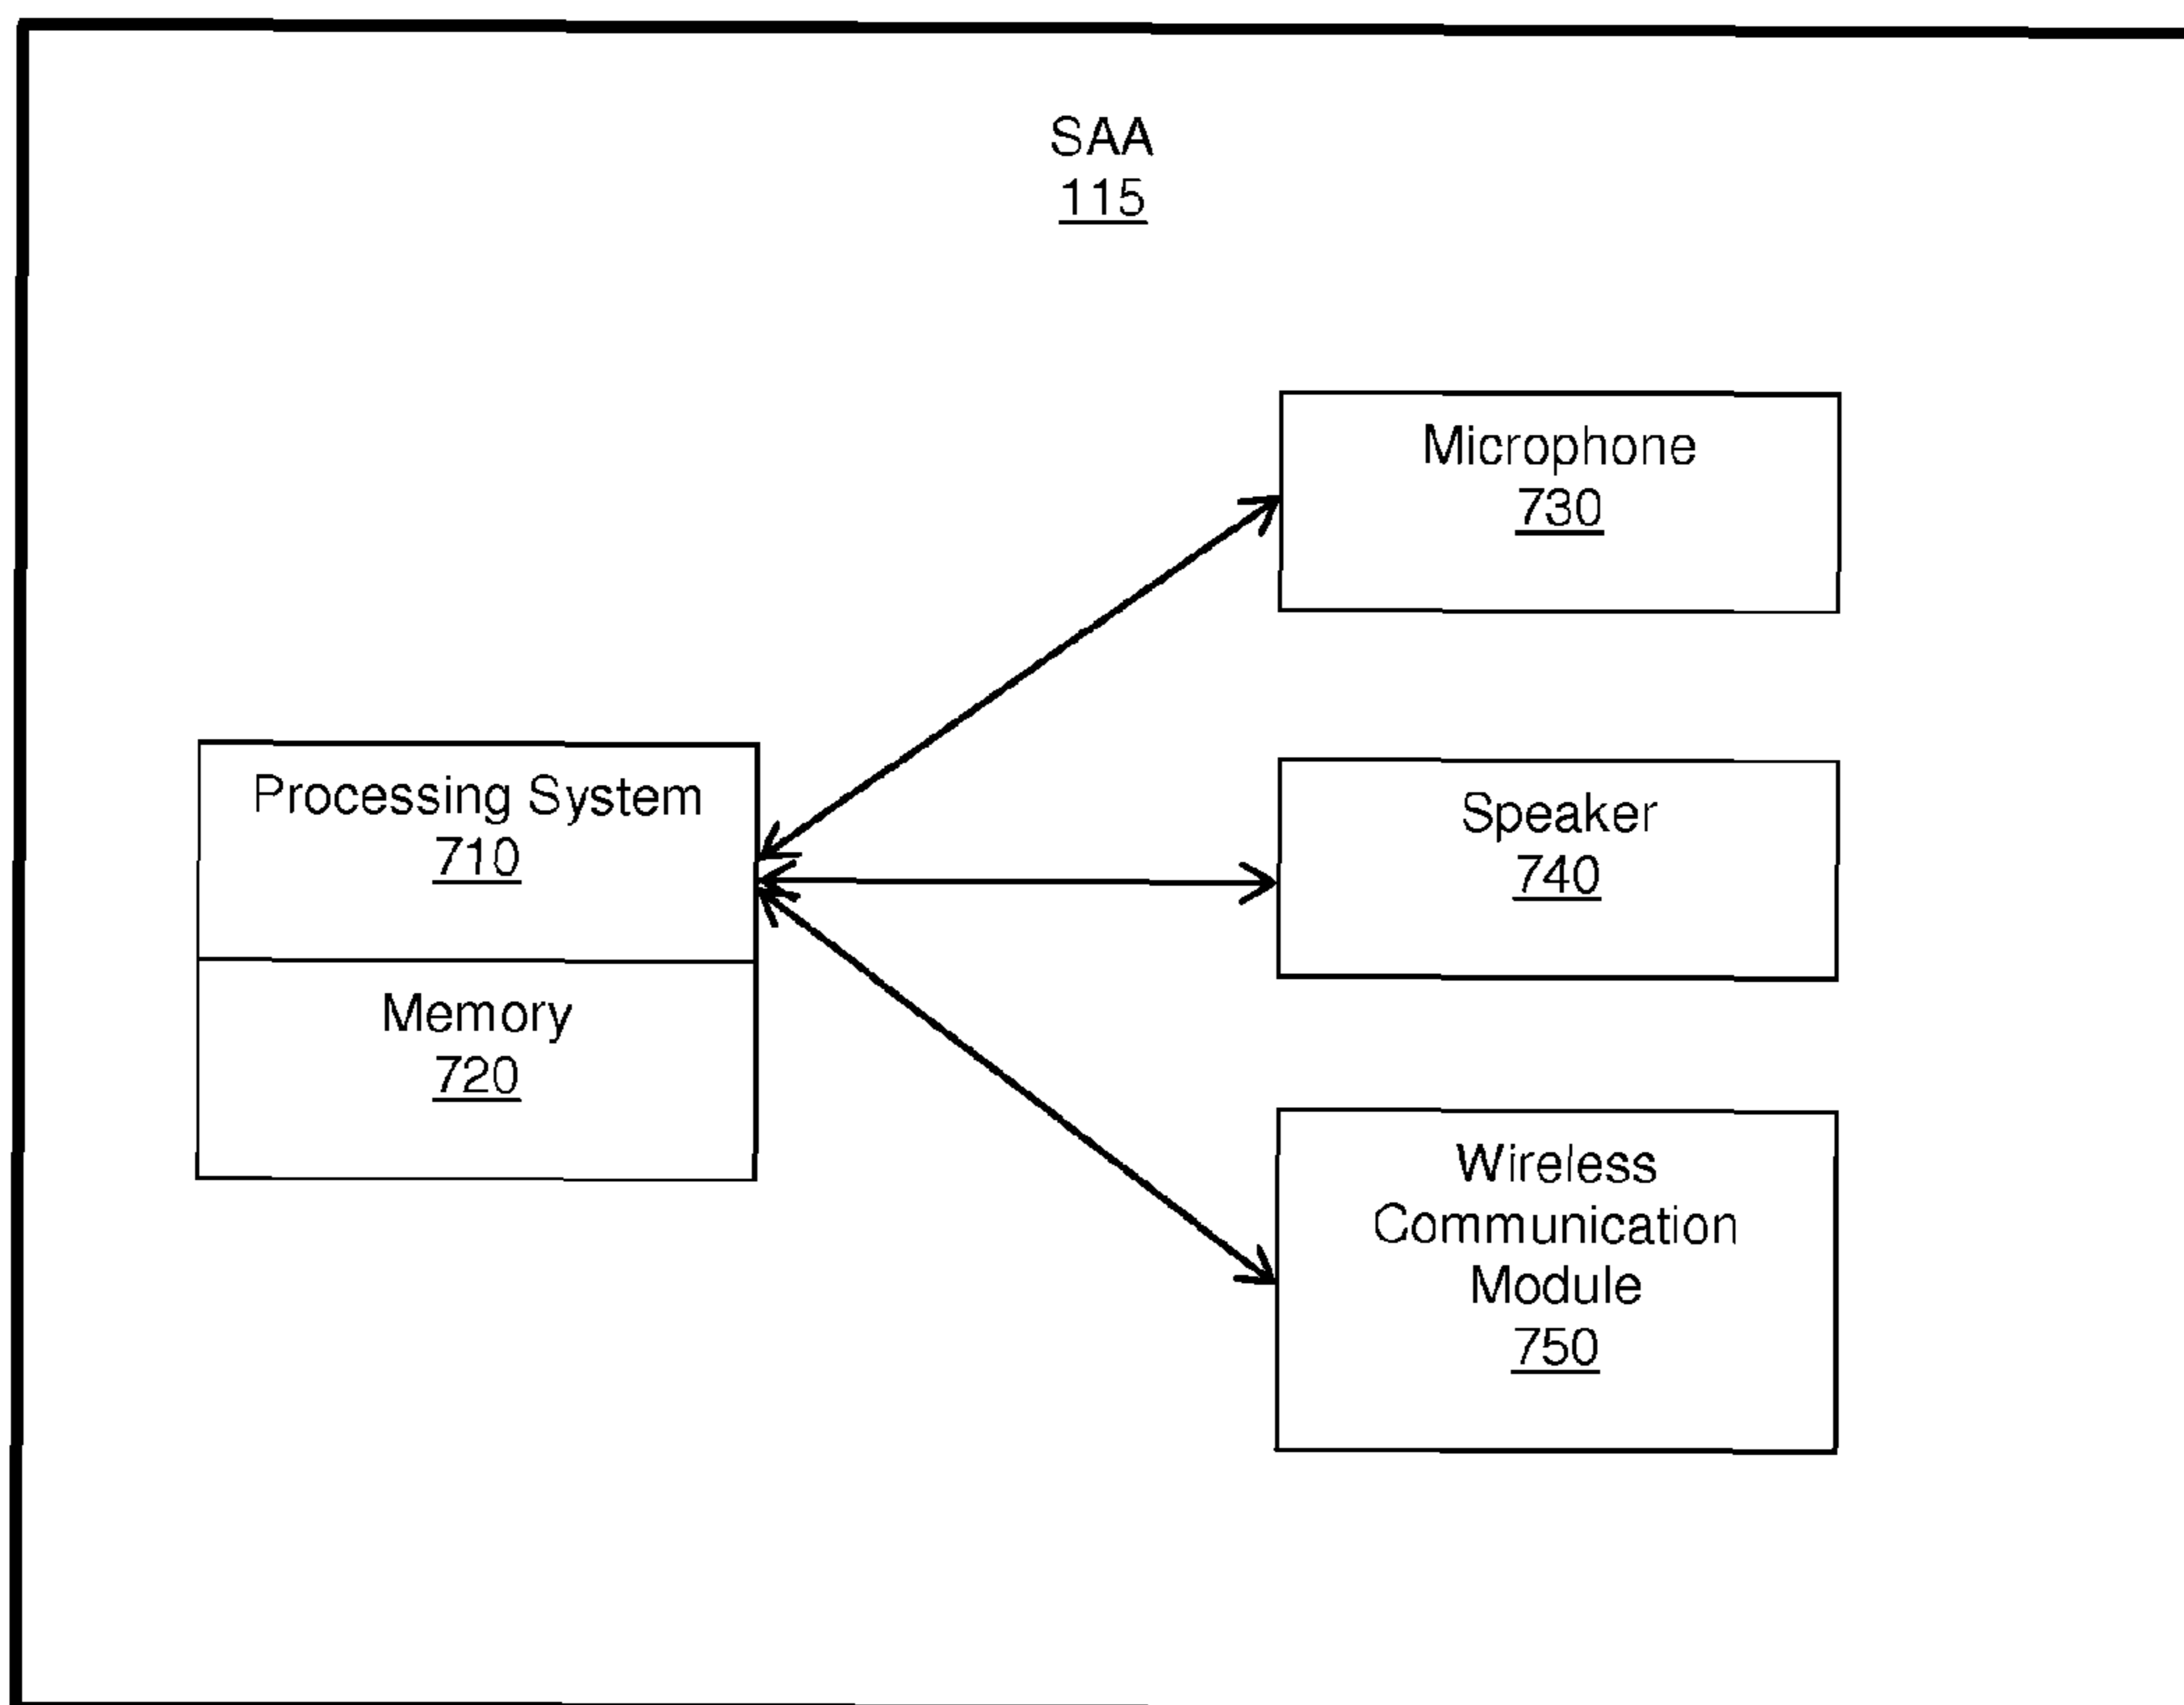 SAA
115
Microphone
730
Processing System
710
Speaker
740
Memory
720
Wireless
Communication
Module
750